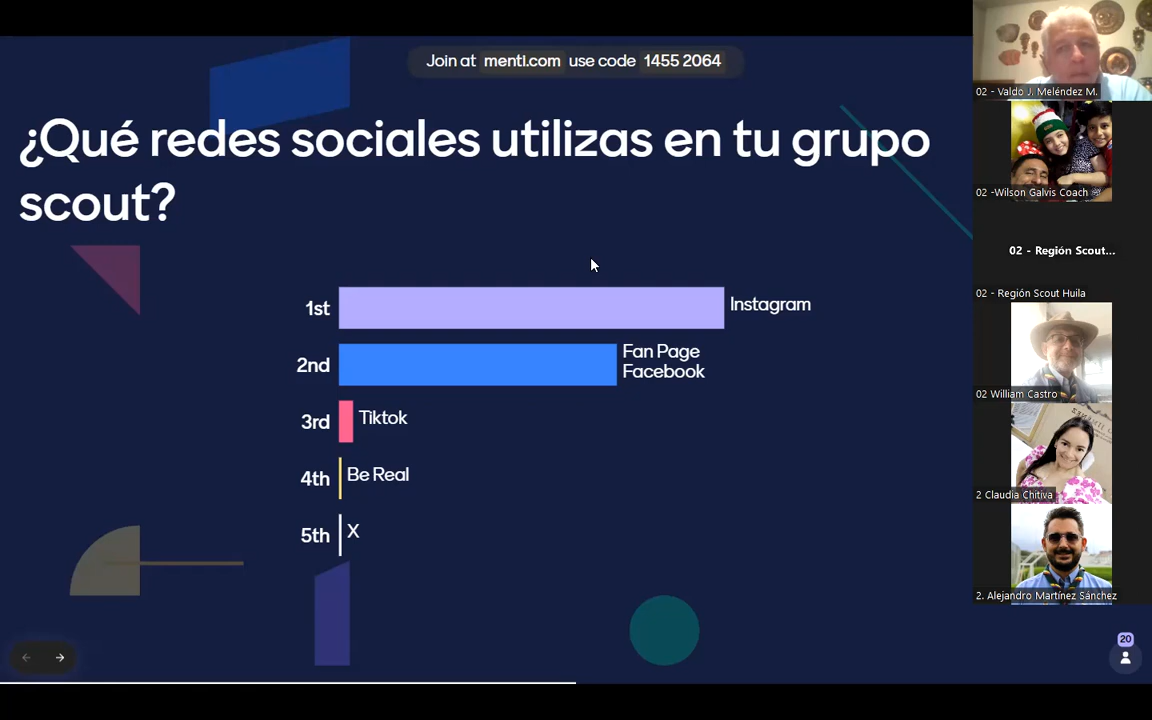 Join at menti.com use code 1455 2064
¿Qué redes sociales utilizas en tu grupo
scout?
1st
Instagram
2nd
Fan Page
Facebook
3rd
Tiktok
4th
Be Real
5th
X
02 - Valdo J. Meléndez M.
02 -Wilson Galvis Coach
02 - Región Scout...
02 - Región Scout Huila
02 William Castro
2 Claudia Chitiva
2. Alejandro Martínez Sánchez
20